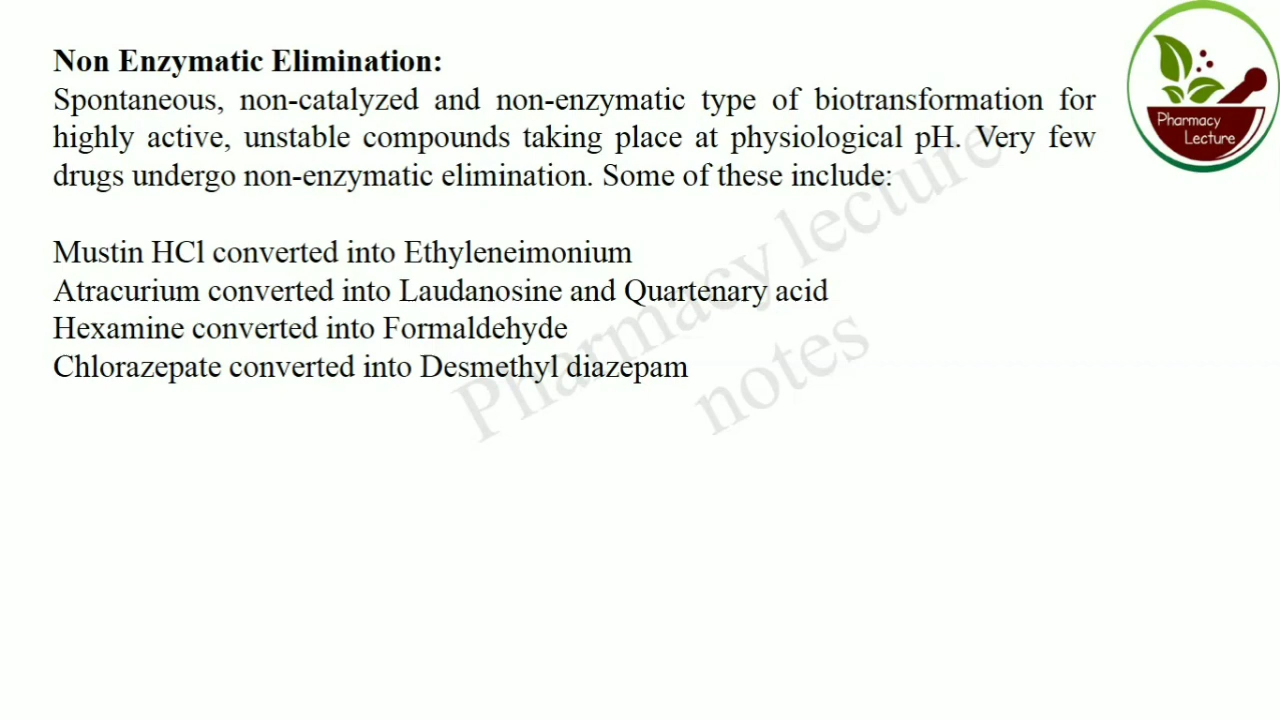 Non Enzymatic Elimination:
Spontaneous, non-catalyzed and non-enzymatic type of biotransformation for
highly active, unstable compounds taking place at physiological pH. Very few
drugs undergo non-enzymatic elimination. Some of these include:
Mustin HCl converted into Ethyleneimonium
Atracurium converted into Laudanosine and Quartenary acid
Hexamine converted into Formaldehyde
Chlorazepate converted into Desmethyl diazepam
Pharmacy
Lecture
Pharmacy lecture
notes